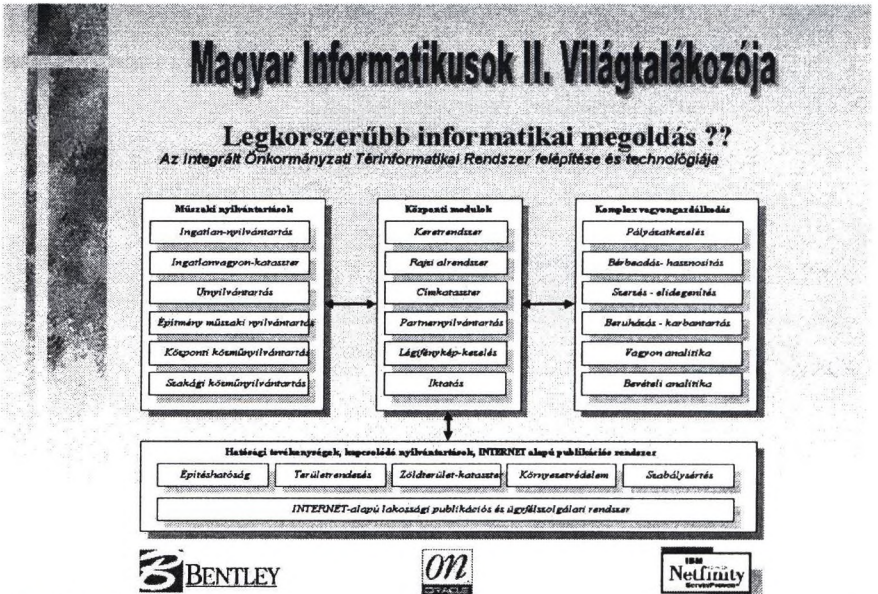 Magyar Informatikusok II. Világtalákozója
Legkorszerűbb informatikai megoldás ??
Az Integrált Önkormányzati Térinformatikai Rendszer felépítése és technológiája
Műszaki nyilvántartások
Ingatlan-nyilvántartás
Ingatlanvagyon-kataszter
Útnyilvántartás
Építmény műszaki nyilvántartás
Központi közműnyilvántartás
Szakági közműnyilvántartás
Központi modulok
Keretrendszer
Rajzi alrendszer
Címkataszter
Partnernyilvántartás
Légifénykép-kezelés
Iktatás
Komplex vagyongazdálkodás
Pályázatkezelés
Bérbeadás- hasznosítás
Szerzés - elidegenítés
Beruházás - karbantartás
Vagyon analitika
Bevételi analitika
Hatósági tevékenységek, kapcsolódó nyilvántartások, INTERNET alapú publikációs rendszer
Építéshatóság
Területrendezés
Zöldterület-kataszter
Környezetvédelem
Szabálysértés
INTERNET-alapú lakossági publikációs és ügyfélszolgálati rendszer
B BENTLEY
on
ORACLE
IBM
Netfinity
ServerProven